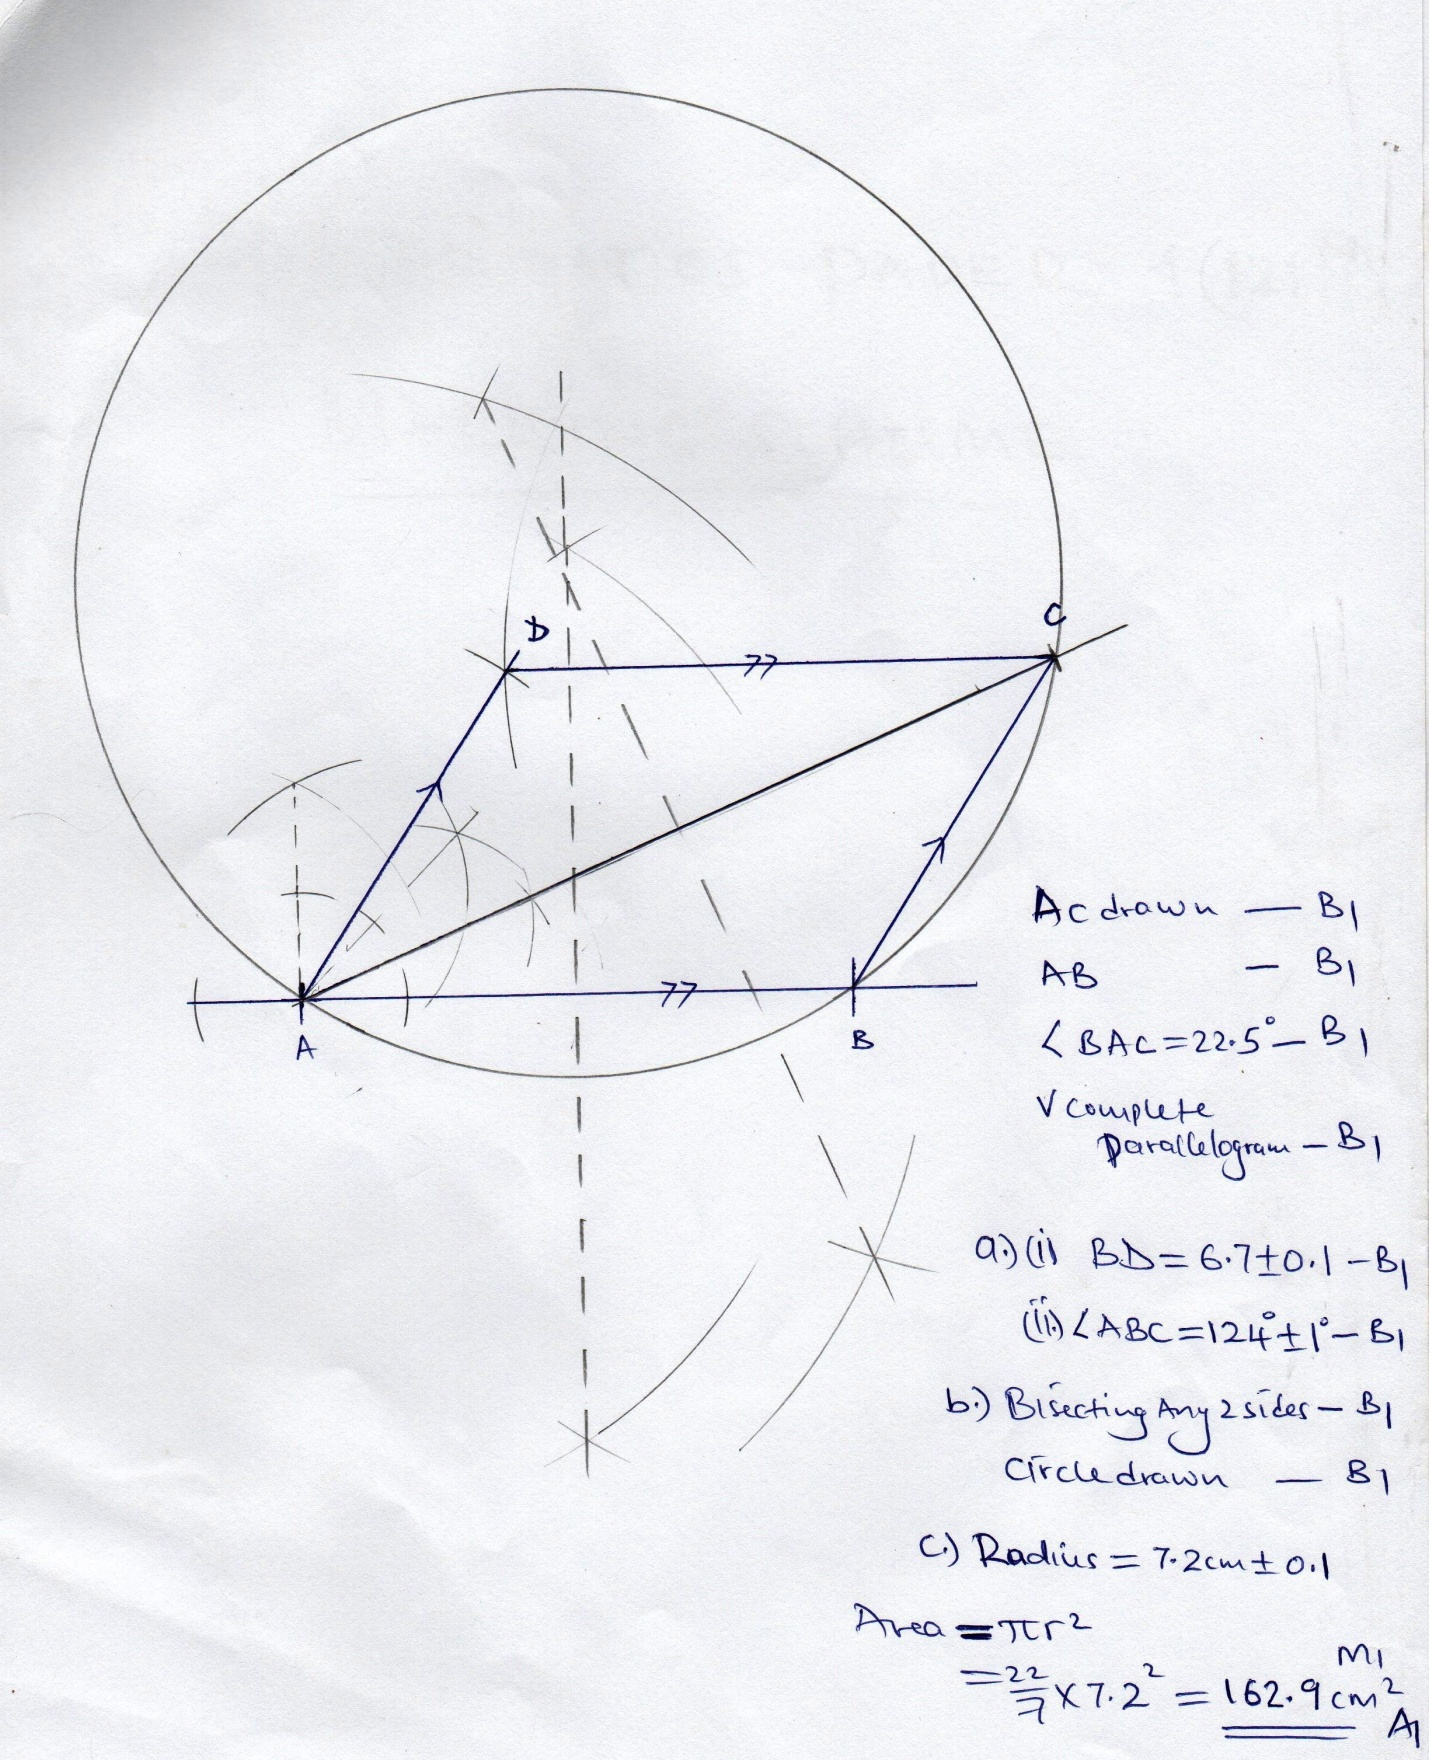 D
C
A
B
AC drawn — B1
AB — B1
∠BAC = 22.5° — B1
√ complete
parallelogram — B1
a.) (i) BD = 6.7 ± 0.1 — B1
(ii.) ∠ABC = 124° ± 1° — B1
b.) Bisecting Any 2 sides — B1
Circle drawn — B1
C.) Radius = 7.2cm ± 0.1
Area = πr²
M1
= 22/7 × 7.2² = 162.9 cm²
A1